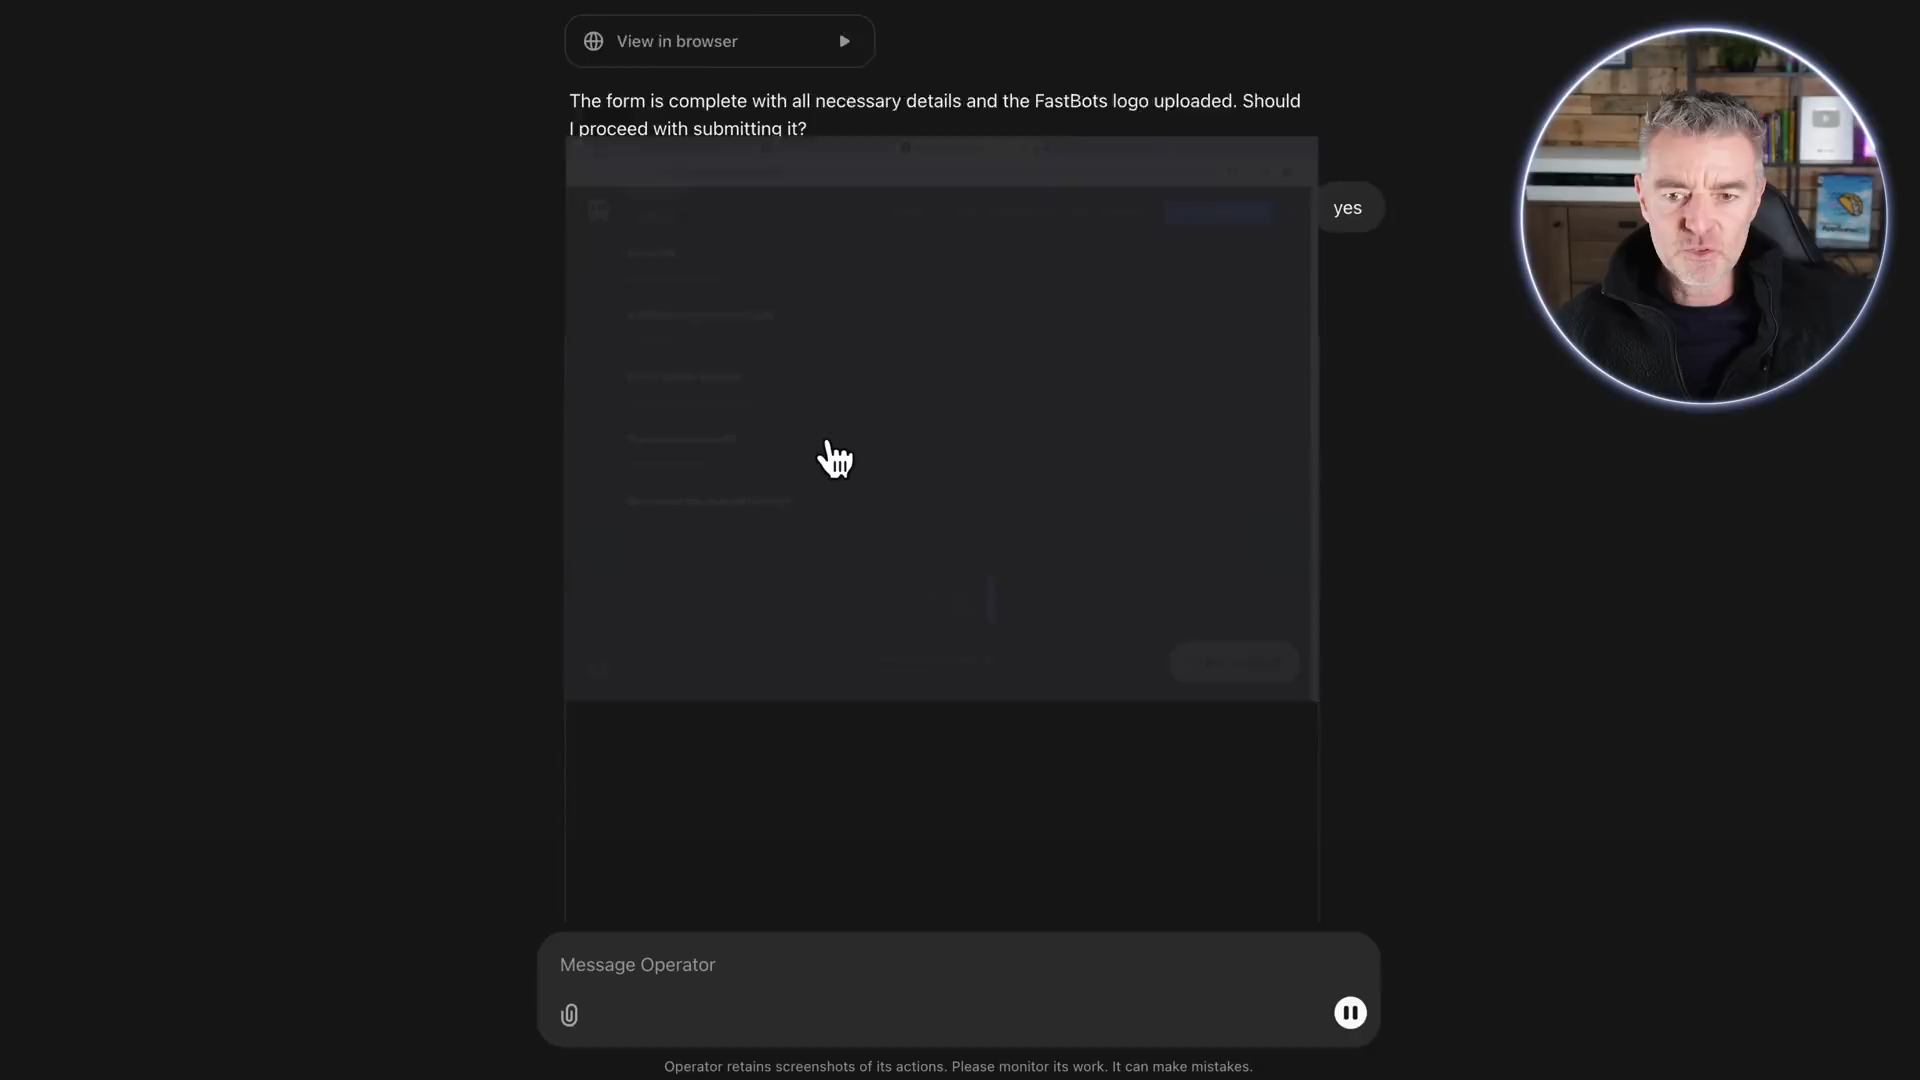 View in browser
The form is complete with all necessary details and the FastBots logo uploaded. Should
I proceed with submitting it?
yes
Message Operator
Operator retains screenshots of its actions. Please monitor its work. It can make mistakes.